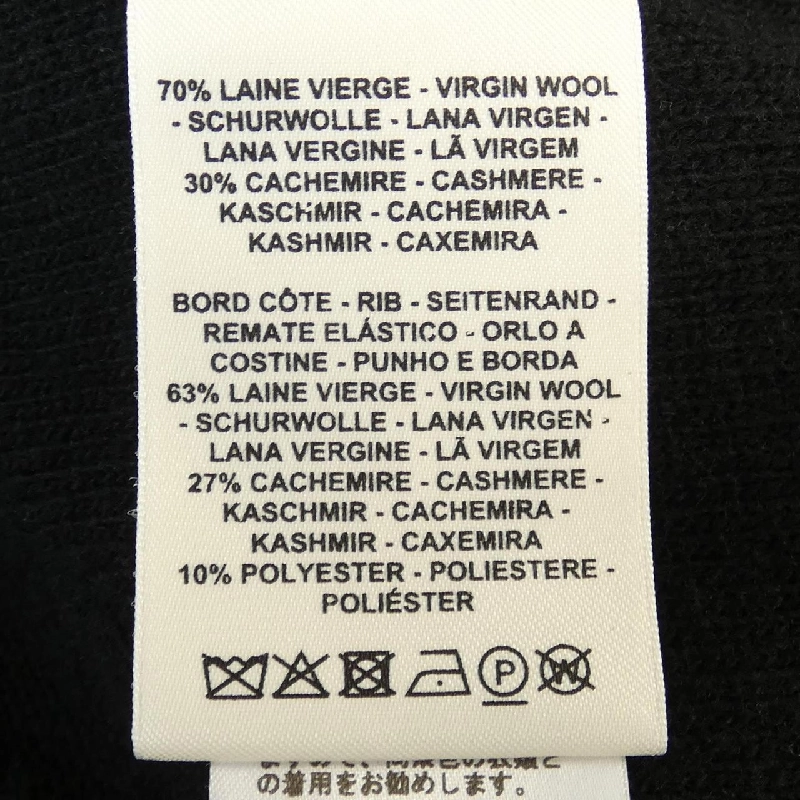 70% LAINE VIERGE - VIRGIN WOOL
- SCHURWOLLE - LANA VIRGEN -
LANA VERGINE - LÃ VIRGEM
30% CACHEMIRE - CASHMERE -
KASCHMIR - CACHEMIRA -
KASHMIR - CAXEMIRA
BORD CÔTE - RIB - SEITENRAND -
REMATE ELÁSTICO - ORLO A
COSTINE - PUNHO E BORDA
63% LAINE VIERGE - VIRGIN WOOL
- SCHURWOLLE - LANA VIRGEN -
LANA VERGINE - LÃ VIRGEM
27% CACHEMIRE - CASHMERE -
KASCHMIR - CACHEMIRA -
KASHMIR - CAXEMIRA
10% POLYESTER - POLIESTERE -
POLIÉSTER
P W
の着用をお勧めします。